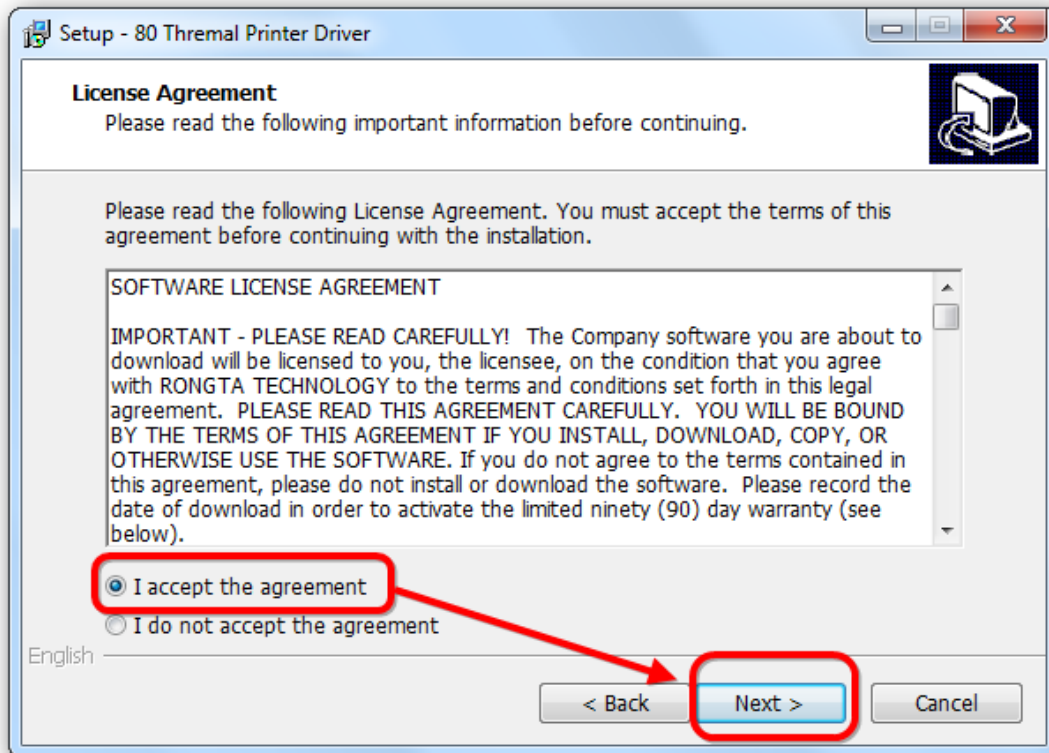 Setup - 80 Thremal Printer Driver
License Agreement
Please read the following important information before continuing.
Please read the following License Agreement. You must accept the terms of this
agreement before continuing with the installation.
SOFTWARE LICENSE AGREEMENT
IMPORTANT - PLEASE READ CAREFULLY!  The Company software you are about to
download will be licensed to you, the licensee, on the condition that you agree
with RONGTA TECHNOLOGY to the terms and conditions set forth in this legal
agreement.  PLEASE READ THIS AGREEMENT CAREFULLY.  YOU WILL BE BOUND
BY THE TERMS OF THIS AGREEMENT IF YOU INSTALL, DOWNLOAD, COPY, OR
OTHERWISE USE THE SOFTWARE. If you do not agree to the terms contained in
this agreement, please do not install or download the software.  Please record the
date of download in order to activate the limited ninety (90) day warranty (see
below).
I accept the agreement
I do not accept the agreement
English
< Back
Next >
Cancel